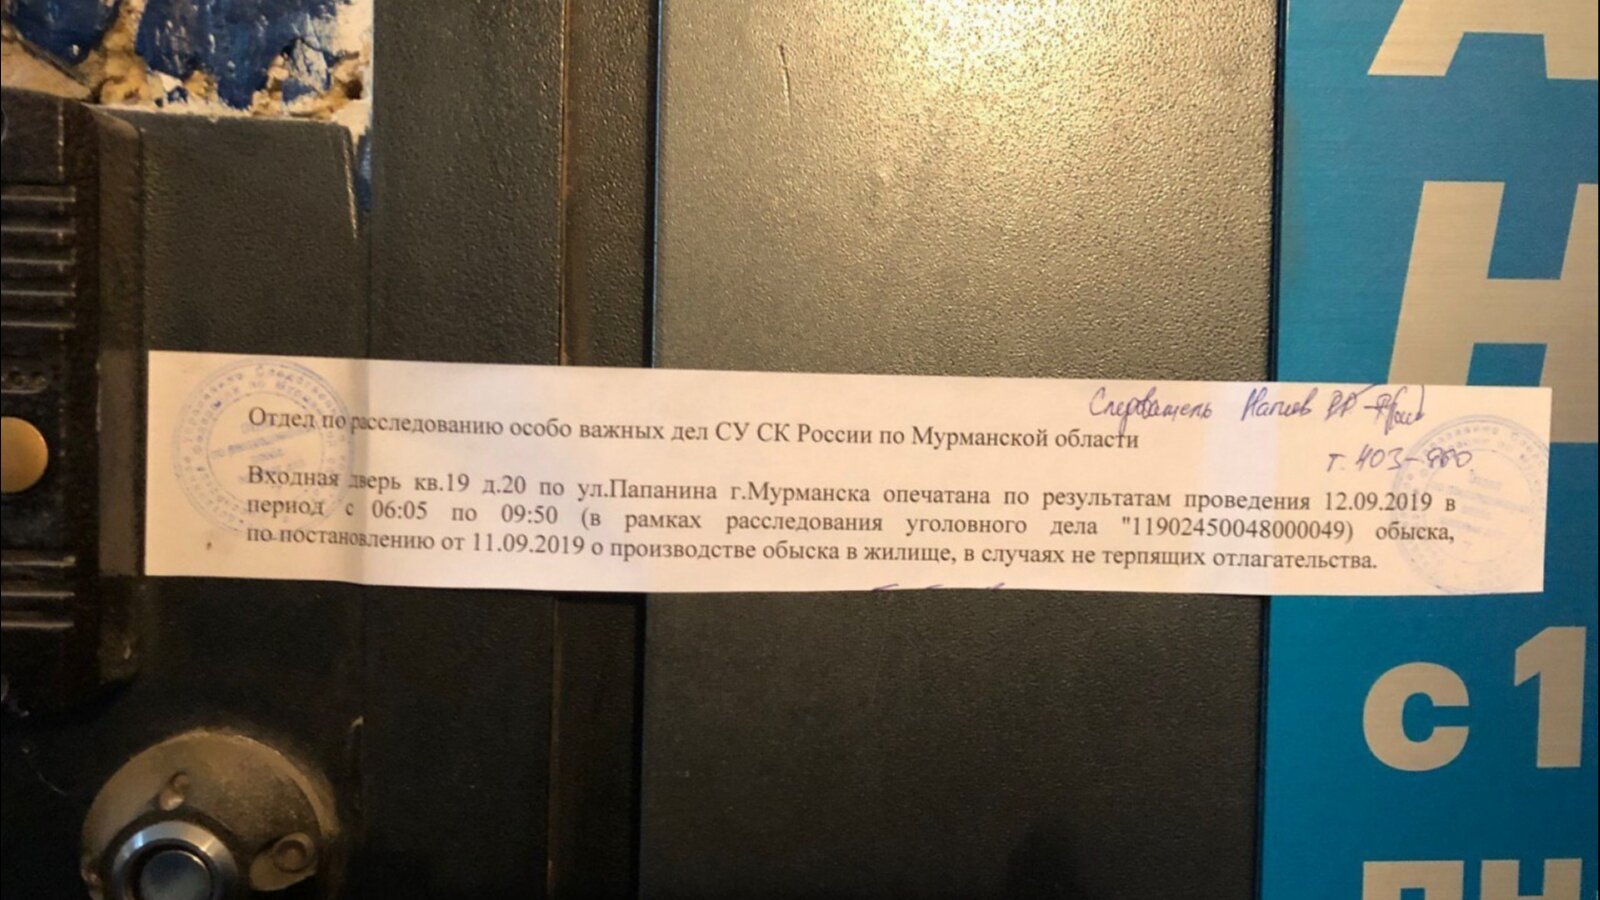 Следователь
т. 403-
Отдел по расследованию особо важных дел СУ СК России по Мурманской области
Входная дверь кв.19 д.20 по ул.Папанина г.Мурманска опечатана по результатам проведения 12.09.2019 в
период с 06:05 по 09:50 (в рамках расследования уголовного дела "11902450048000049) обыска,
по постановлению от 11.09.2019 о производстве обыска в жилище, в случаях не терпящих отлагательства.
А
Н
с 1
пн